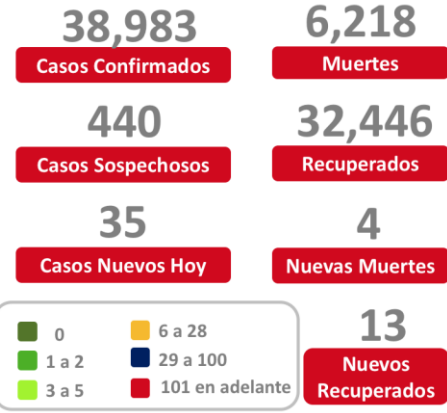 38,983
Casos Confirmados
6,218
Muertes
440
Casos Sospechosos
32,446
Recuperados
35
Casos Nuevos Hoy
4
Nuevas Muertes
0
1 a 2
3 a 5
6 a 28
29 a 100
101 en adelante
13
Nuevos
Recuperados